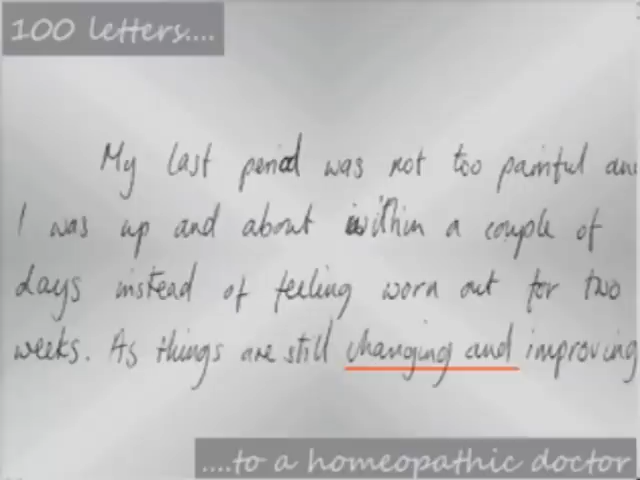 100 letters....
My last period was not too painful an
I was up and about within a couple of
days instead of feeling worn out for two
weeks. As things are still changing and improving
....to a homeopathic doctor